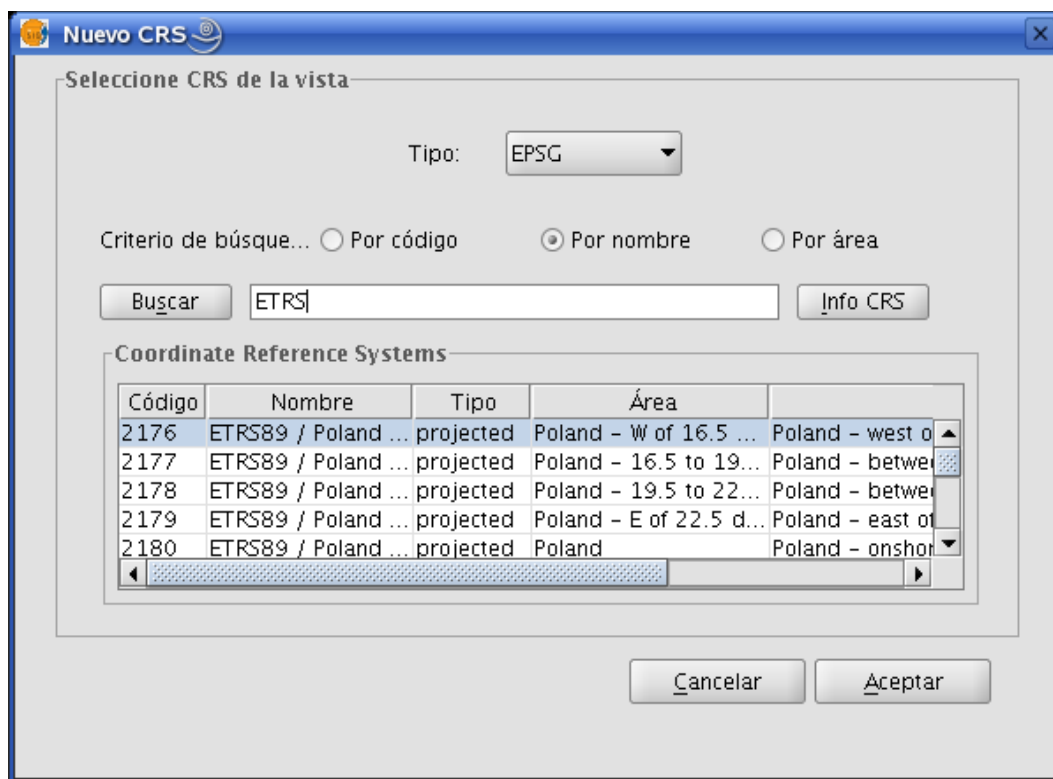 Nuevo CRS
Seleccione CRS de la vista
Tipo: EPSG
Criterio de búsque... Por código Por nombre Por área
Buscar ETRS Info CRS
Coordinate Reference Systems
Código Nombre Tipo Área
2176 ETRS89 / Poland ... projected Poland – W of 16.5 ... Poland – west o
2177 ETRS89 / Poland ... projected Poland – 16.5 to 19... Poland – betwe
2178 ETRS89 / Poland ... projected Poland – 19.5 to 22... Poland – betwe
2179 ETRS89 / Poland ... projected Poland – E of 22.5 d... Poland – east of
2180 ETRS89 / Poland ... projected Poland Poland – onshor
Cancelar Aceptar